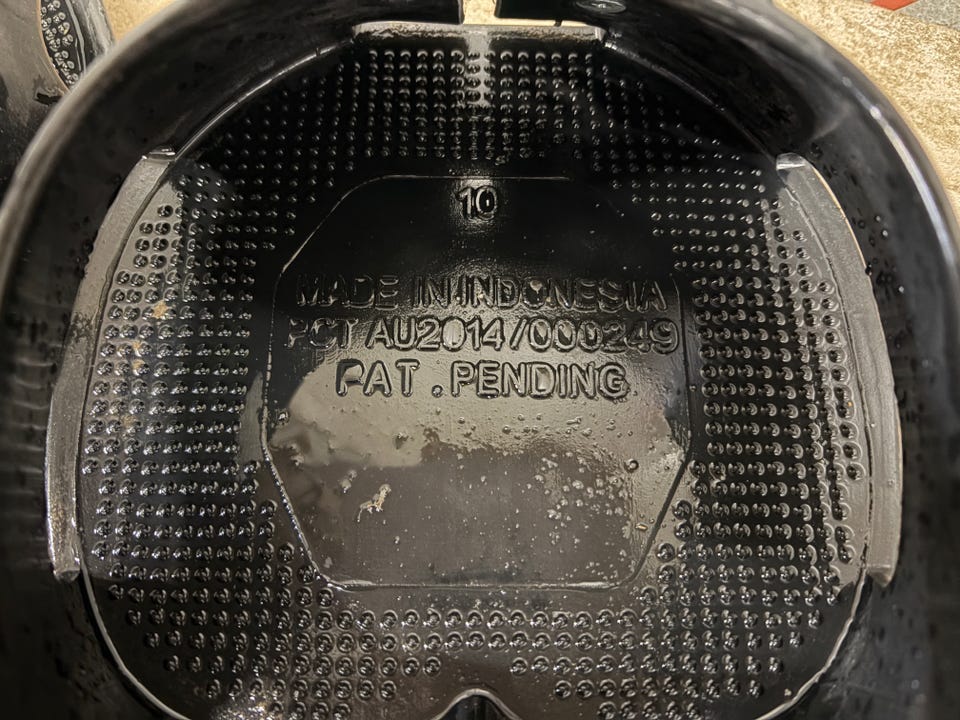 10
MADE IN INDONESIA
PCT AU2014/000249
PAT. PENDING